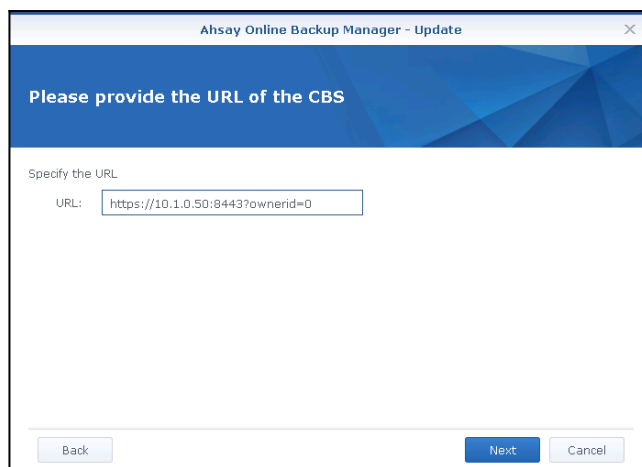 Ahsay Online Backup Manager - Update
Please provide the URL of the CBS
Specify the URL
URL: https://10.1.0.50:8443?ownerid=0
Back Next Cancel